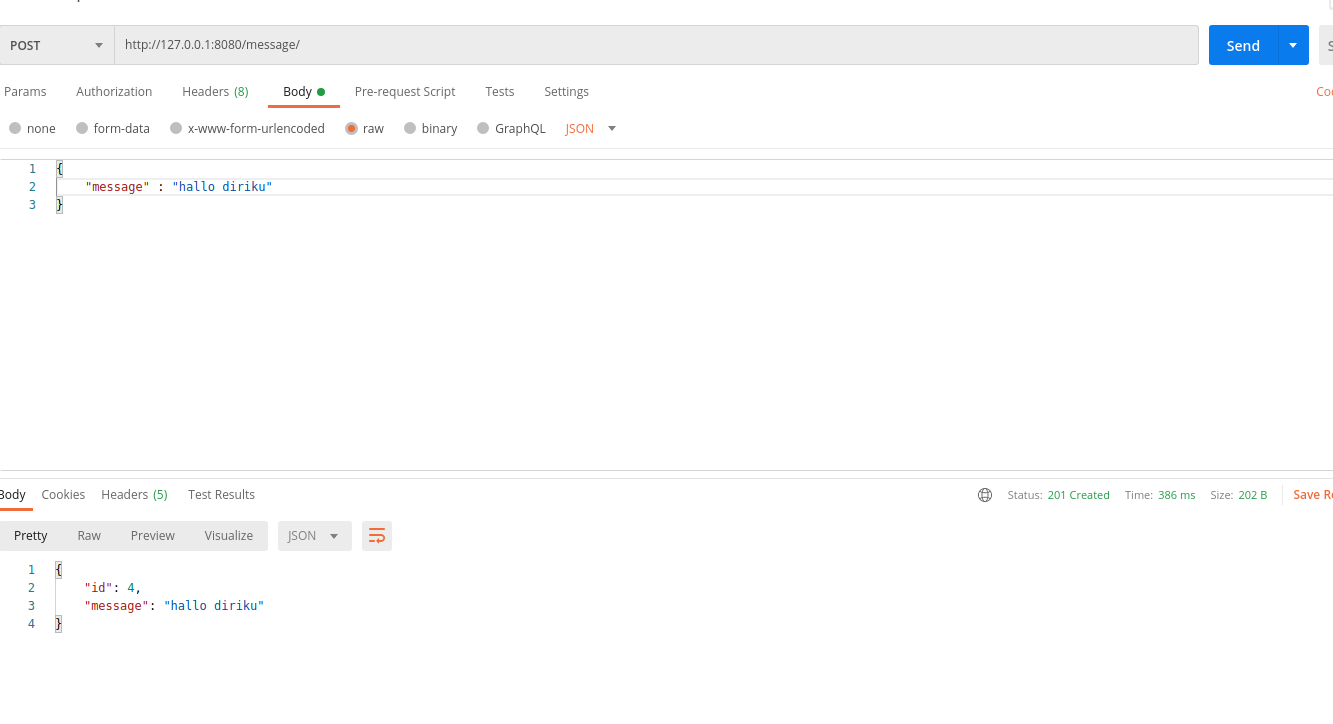 POST http://127.0.0.1:8080/message/ Send
Params Authorization Headers (8) Body Pre-request Script Tests Settings
none form-data x-www-form-urlencoded raw binary GraphQL JSON
1 {
2 "message" : "hallo diriku"
3 }
Body Cookies Headers (5) Test Results Status: 201 Created Time: 386 ms Size: 202 B Save
Pretty Raw Preview Visualize JSON
1 {
2 "id": 4,
3 "message": "hallo diriku"
4 }